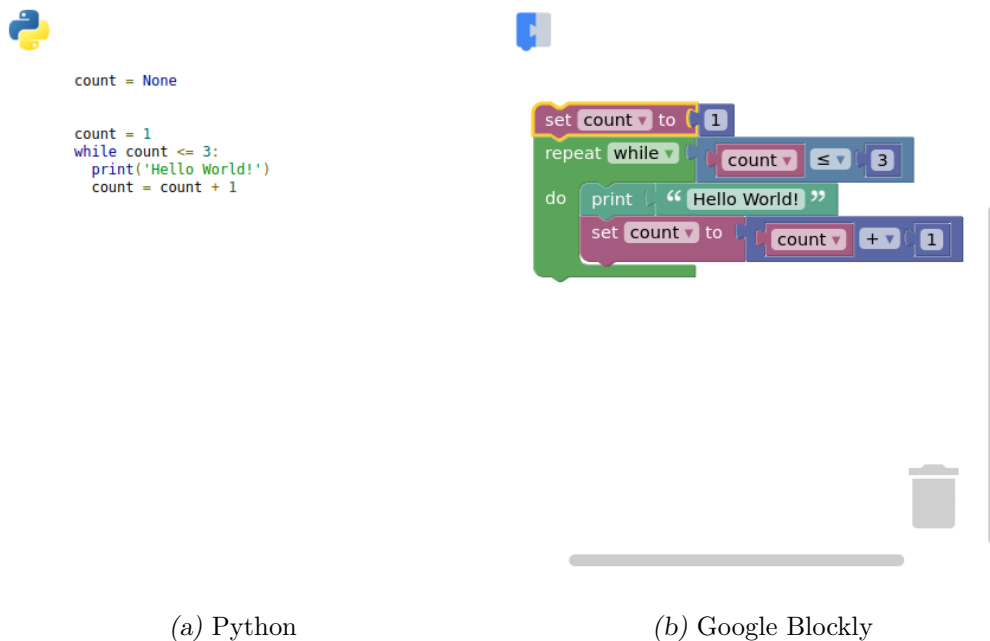 count = None
count = 1
while count <= 3:
print('Hello World!')
count = count + 1
(a) Python
set count ▾ to 1
repeat while ▾ count ▾ ≤ ▾ 3
do print “ Hello World! ”
set count ▾ to count ▾ + ▾ 1
(b) Google Blockly